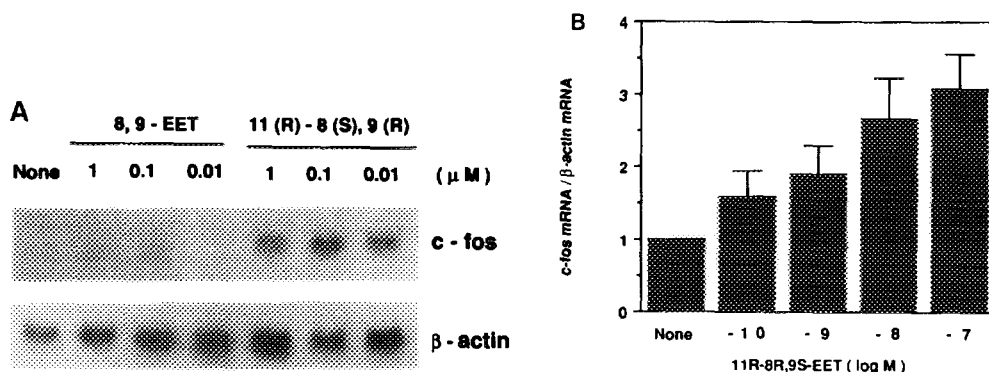 A
8, 9 - EET 11 (R) - 8 (S), 9 (R)
None 1 0.1 0.01 1 0.1 0.01 (μM)
c - fos
β - actin
B
c-fos mRNA / β-actin mRNA
4
3
2
1
0
None - 1 0 - 9 - 8 - 7
11R-8R,9S-EET ( log M )